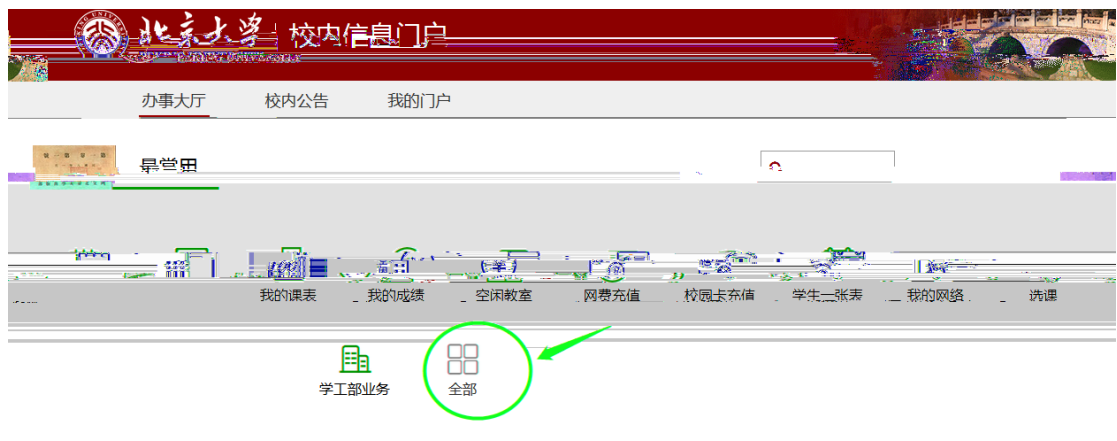 北京大学 校内信息门户
办事大厅 校内公告 我的门户
最常用
我的课表 我的成绩 空闲教室 网费充值 校园卡充值 学生一张表 我的网络 选课
学工部业务 全部